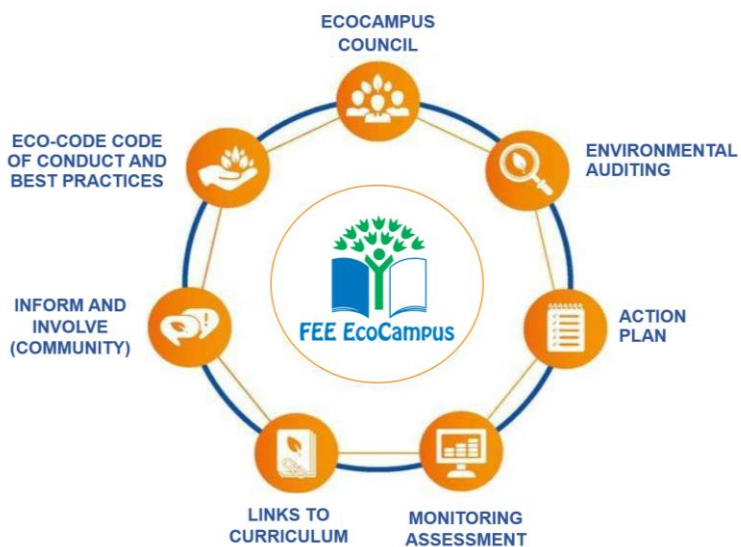 ECOCAMPUS
COUNCIL
ENVIRONMENTAL
AUDITING
ACTION
PLAN
MONITORING
ASSESSMENT
LINKS TO
CURRICULUM
INFORM AND
INVOLVE
(COMMUNITY)
ECO-CODE CODE
OF CONDUCT AND
BEST PRACTICES
FEE EcoCampus